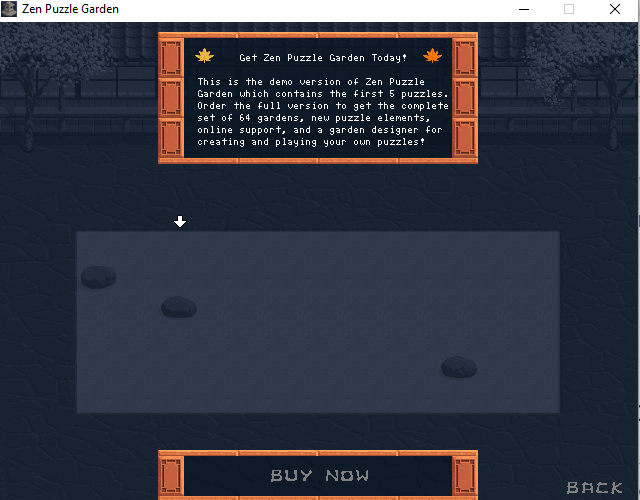 Zen Puzzle Garden
Get Zen Puzzle Garden Today!
This is the demo version of Zen Puzzle
Garden which contains the first 5 puzzles.
Order the full version to get the complete
set of 64 gardens, new puzzle elements,
online support, and a garden designer for
creating and playing your own puzzles!
BUY NOW
BACK